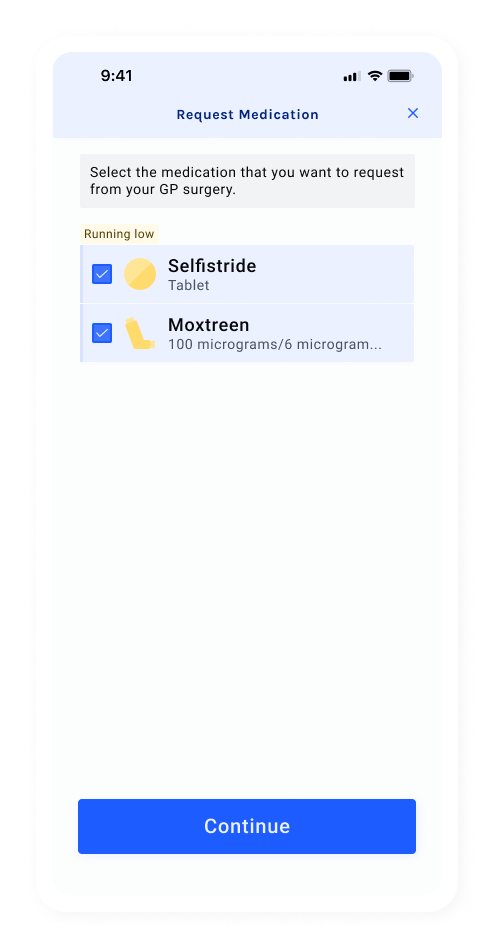 9:41
Request Medication
Select the medication that you want to request
from your GP surgery.
Running low
Selfistride
Tablet
Moxtreen
100 micrograms/6 microgram...
Continue